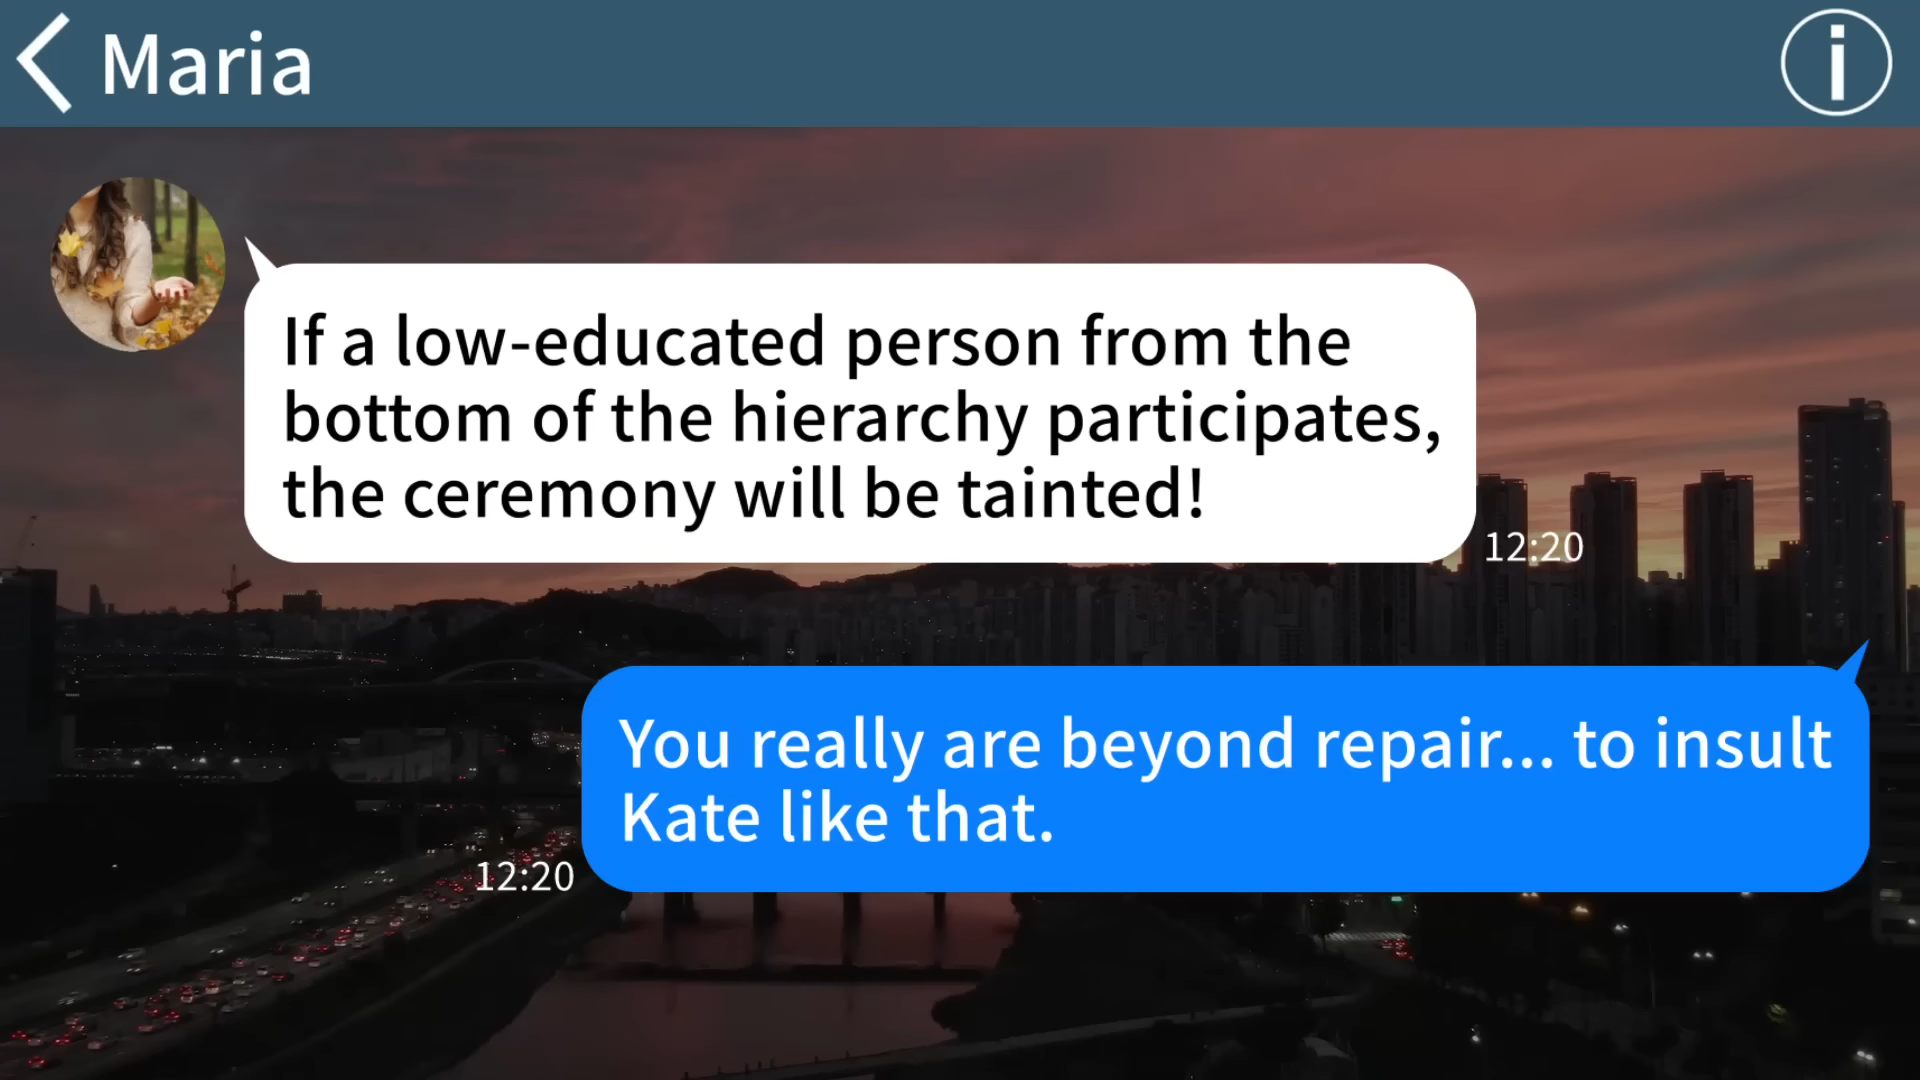 Maria
If a low-educated person from the
bottom of the hierarchy participates,
the ceremony will be tainted!
12:20
You really are beyond repair... to insult
Kate like that.
12:20